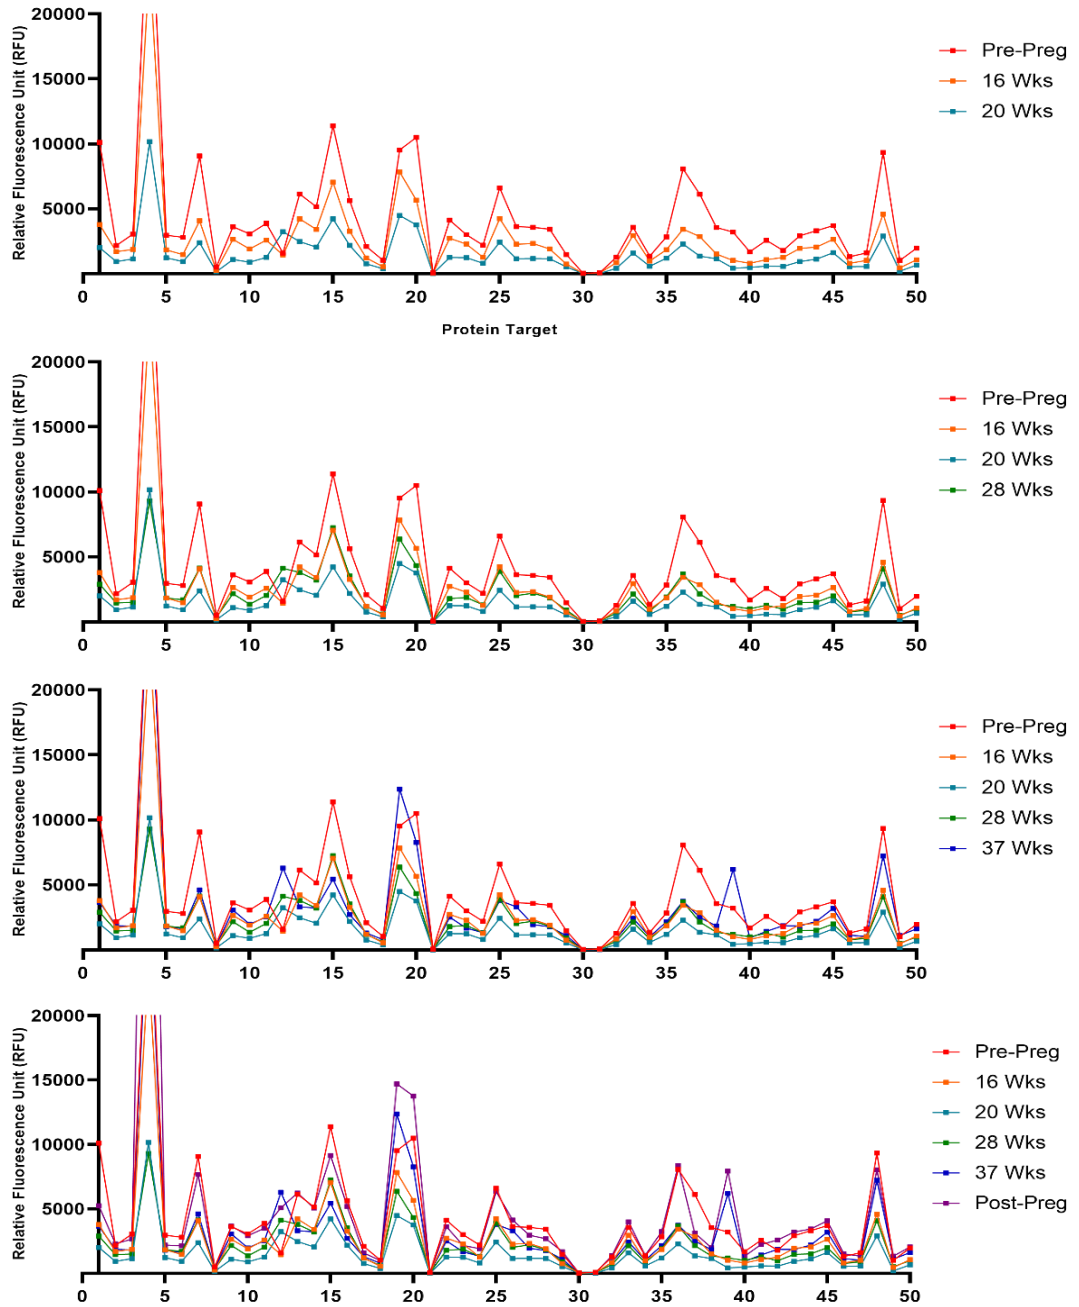 Relative Fluorescence Unit (RFU)
20000
15000
10000
5000
0 5 10 15 20 25 30 35 40 45 50
Protein Target
Pre-Preg
16 Wks
20 Wks
Relative Fluorescence Unit (RFU)
20000
15000
10000
5000
0 5 10 15 20 25 30 35 40 45 50
Pre-Preg
16 Wks
20 Wks
28 Wks
Relative Fluorescence Unit (RFU)
20000
15000
10000
5000
0 5 10 15 20 25 30 35 40 45 50
Pre-Preg
16 Wks
20 Wks
28 Wks
37 Wks
Relative Fluorescence Unit (RFU)
20000
15000
10000
5000
0 5 10 15 20 25 30 35 40 45 50
Pre-Preg
16 Wks
20 Wks
28 Wks
37 Wks
Post-Preg